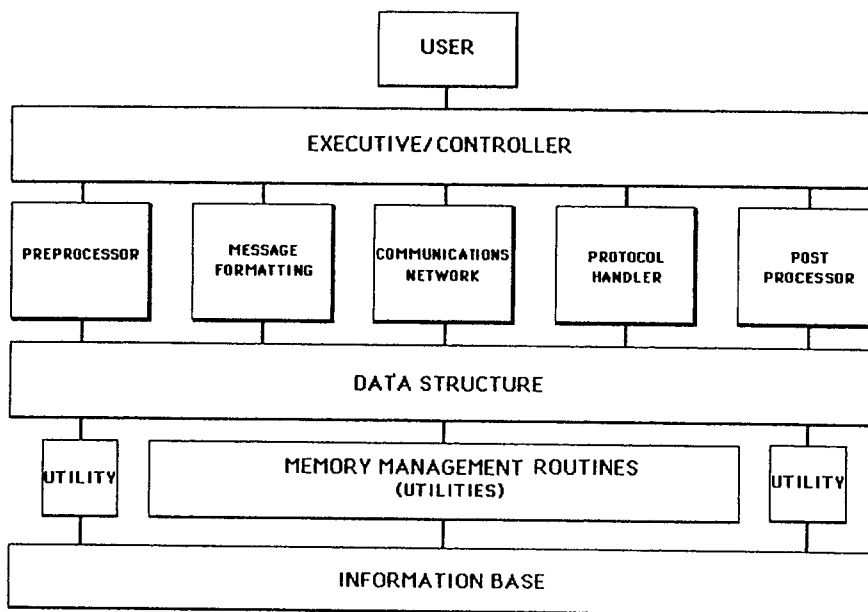 USER
EXECUTIVE/CONTROLLER
PREPROCESSOR
MESSAGE
FORMATTING
COMMUNICATIONS
NETWORK
PROTOCOL
HANDLER
POST
PROCESSOR
DATA STRUCTURE
UTILITY
MEMORY MANAGEMENT ROUTINES
(UTILITIES)
UTILITY
INFORMATION BASE